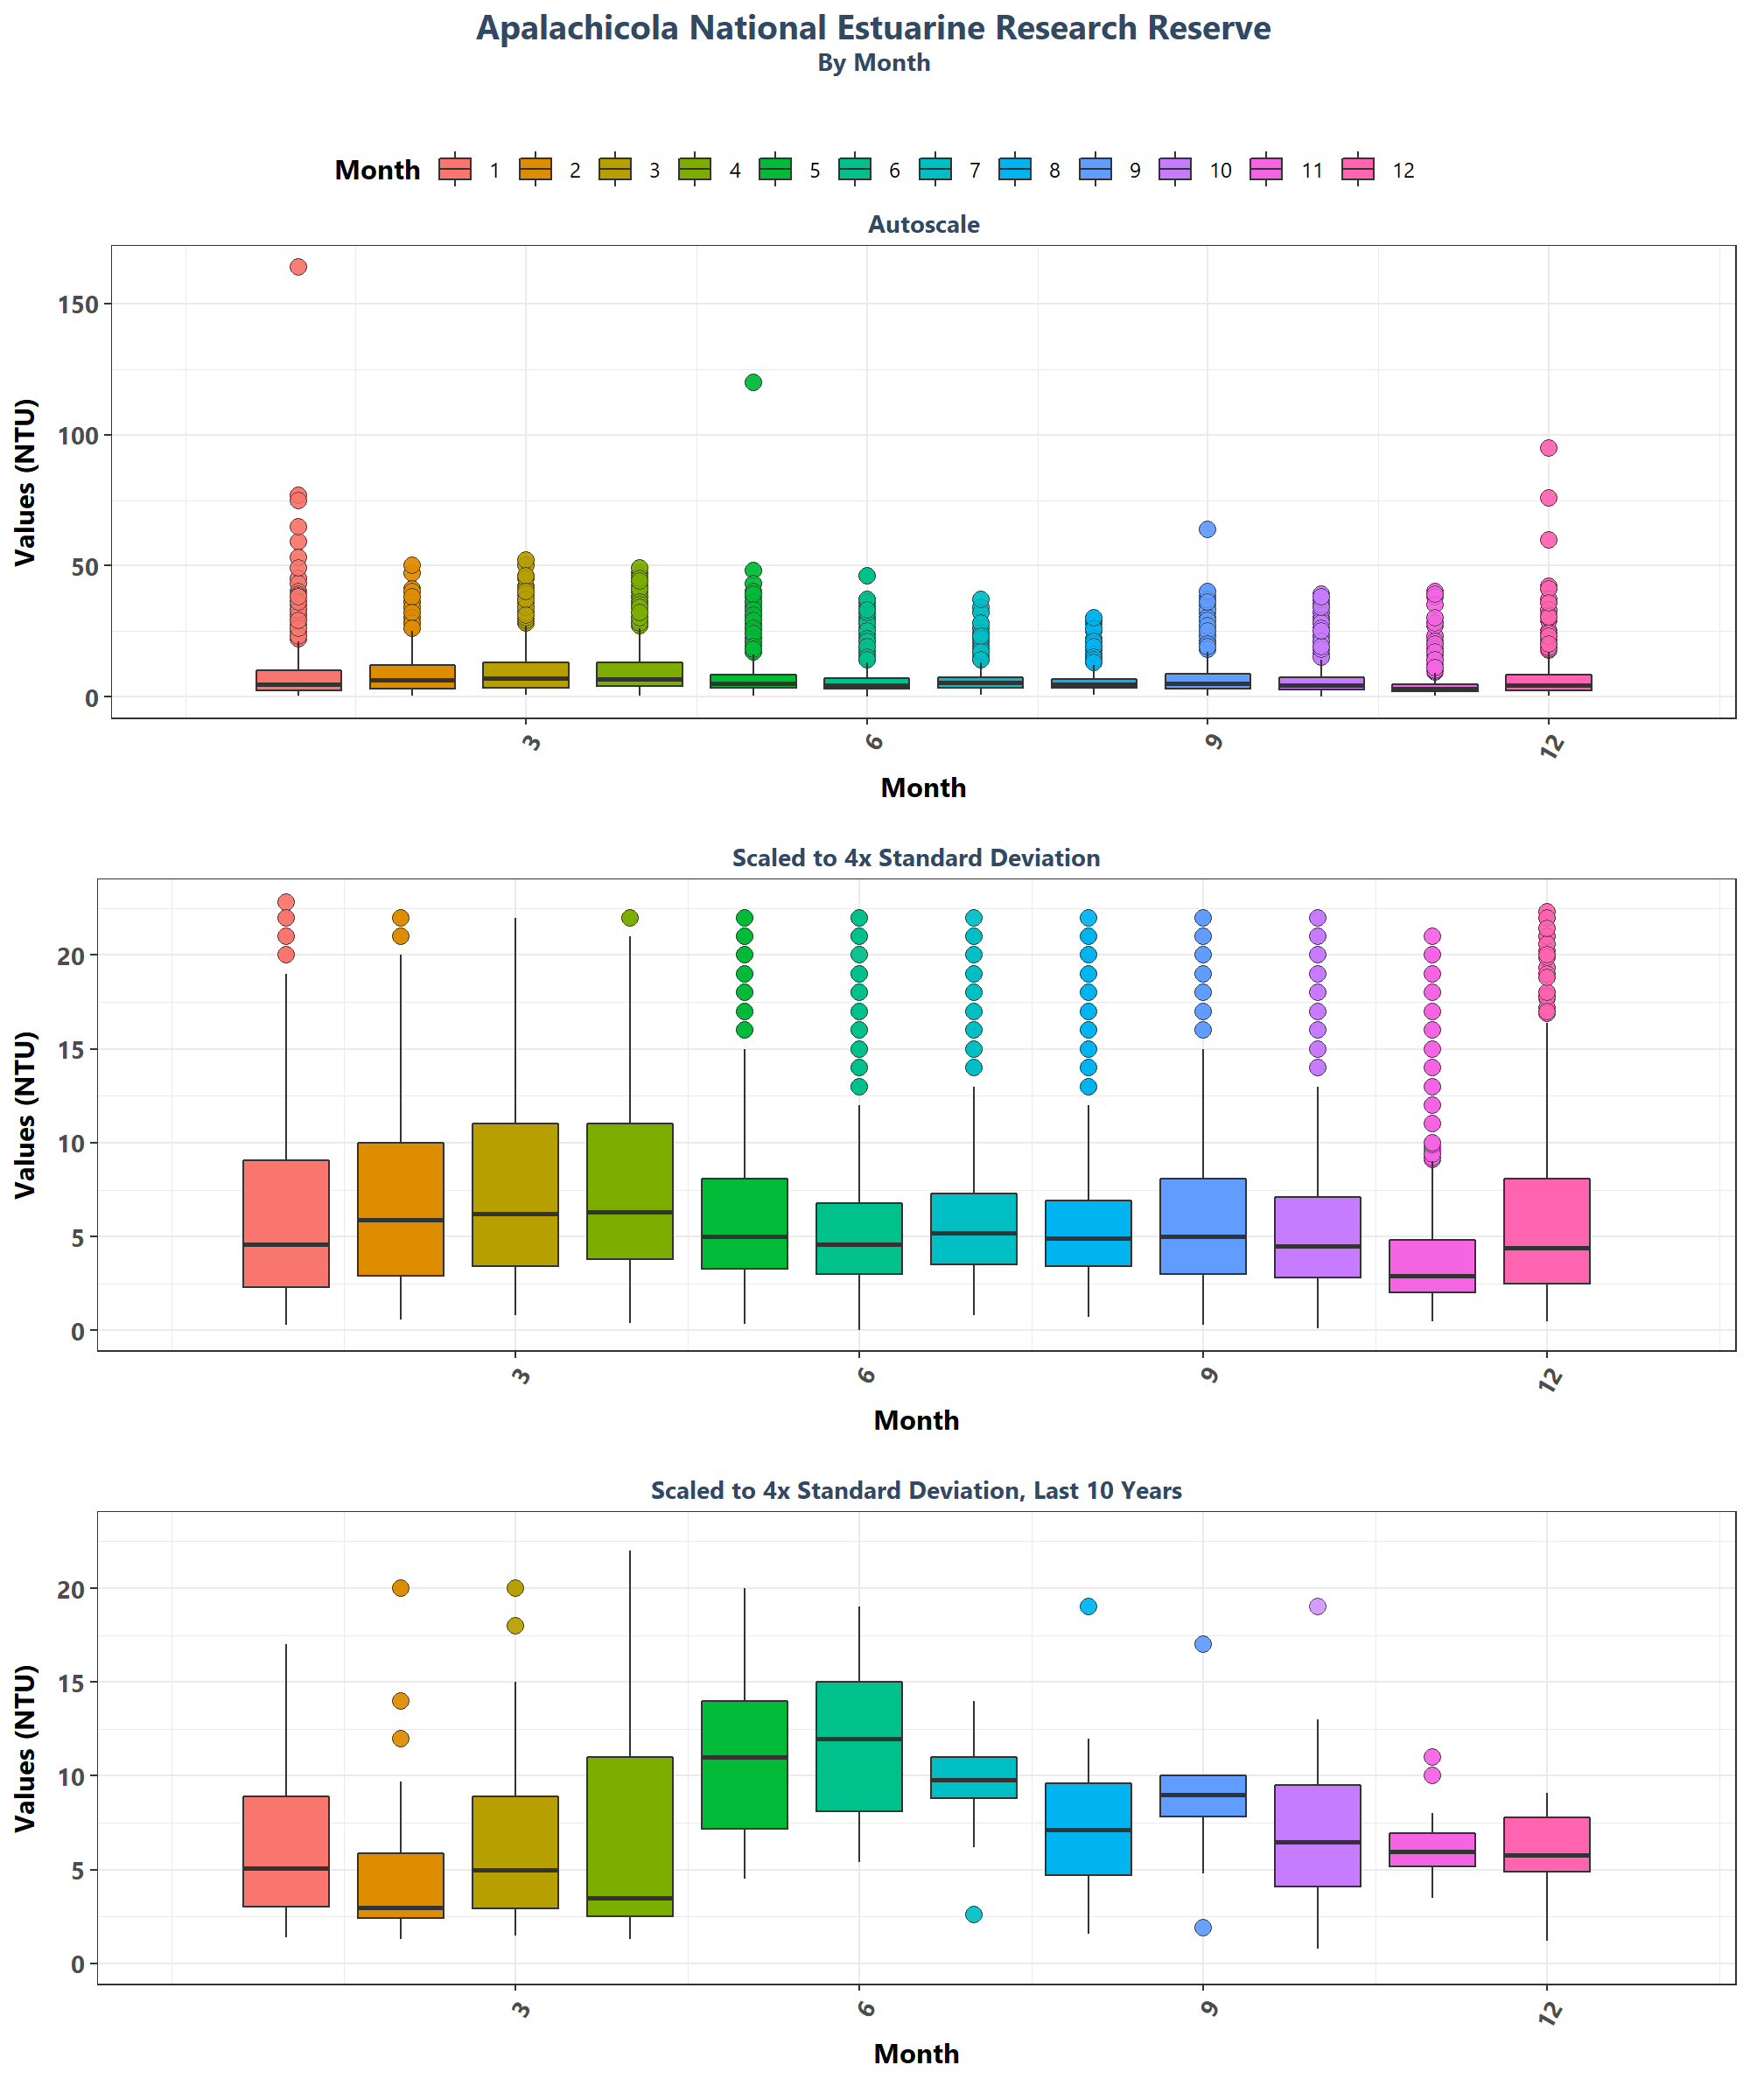 Apalachicola National Estuarine Research Reserve
By Month
Month 1 2 3 4 5 6 7 8 9 10 11 12
Autoscale
Values (NTU)
150
100
50
0
3 6 9 12
Month
Scaled to 4x Standard Deviation
Values (NTU)
20
15
10
5
0
3 6 9 12
Month
Scaled to 4x Standard Deviation, Last 10 Years
Values (NTU)
20
15
10
5
0
3 6 9 12
Month